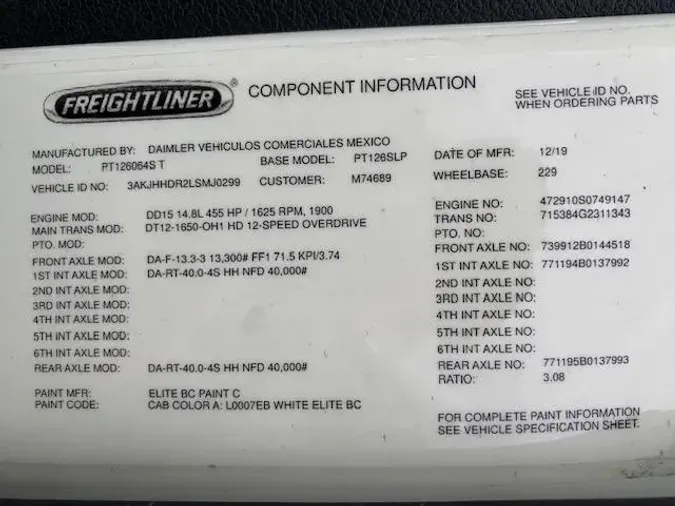 FREIGHTLINER ® COMPONENT INFORMATION
SEE VEHICLE ID NO.
WHEN ORDERING PARTS
MANUFACTURED BY: DAIMLER VEHICULOS COMERCIALES MEXICO
MODEL: PT126064S T BASE MODEL: PT126SLP
VEHICLE ID NO: 3AKJHHDR2LSMJ0299 CUSTOMER: M74689
DATE OF MFR: 12/19
WHEELBASE: 229
ENGINE MOD: DD15 14.8L 455 HP / 1625 RPM, 1900
MAIN TRANS MOD: DT12-1650-OH1 HD 12-SPEED OVERDRIVE
PTO. MOD:
FRONT AXLE MOD: DA-F-13.3-3 13,300# FF1 71.5 KPI/3.74
1ST INT AXLE MOD: DA-RT-40.0-4S HH NFD 40,000#
2ND INT AXLE MOD:
3RD INT AXLE MOD:
4TH INT AXLE MOD:
5TH INT AXLE MOD:
6TH INT AXLE MOD:
REAR AXLE MOD: DA-RT-40.0-4S HH NFD 40,000#
ENGINE NO: 472910S0749147
TRANS NO: 715384G2311343
PTO. NO:
FRONT AXLE NO: 739912B0144518
1ST INT AXLE NO: 771194B0137992
2ND INT AXLE NO:
3RD INT AXLE NO:
4TH INT AXLE NO:
5TH INT AXLE NO:
6TH INT AXLE NO:
REAR AXLE NO: 771195B0137993
RATIO: 3.08
PAINT MFR: ELITE BC PAINT C
PAINT CODE: CAB COLOR A: L0007EB WHITE ELITE BC
FOR COMPLETE PAINT INFORMATION
SEE VEHICLE SPECIFICATION SHEET.